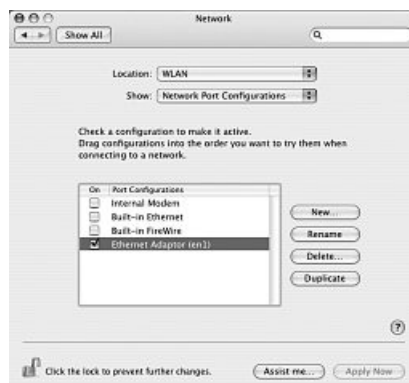 Network
Show All
Location: WLAN
Show: Network Port Configurations
Check a configuration to make it active.
Drag configurations into the order you want to try them when
connecting to a network.
On Port Configurations
Internal Modem
Built-in Ethernet
Built-in FireWire
Ethernet Adaptor (en1)
New...
Rename
Delete...
Duplicate
?
Click the lock to prevent further changes.
Assist me... Apply Now